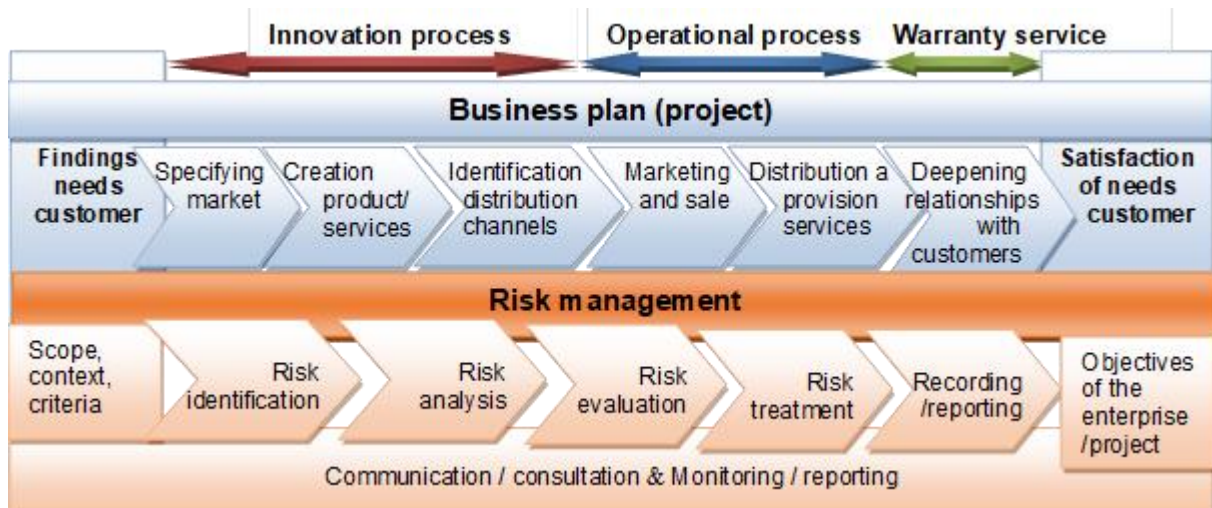 Innovation process
Operational process
Warranty service
Business plan (project)
Findings
needs
customer
Specifying
market
Creation
product/
services
Identification
distribution
channels
Marketing
and sale
Distribution a
provision
services
Deepening
relationships
with
customers
Satisfaction
of needs
customer
Risk management
Scope,
context,
criteria
Risk
identification
Risk
analysis
Risk
evaluation
Risk
treatment
Recording
/reporting
Objectives
of the
enterprise
/project
Communication / consultation & Monitoring / reporting